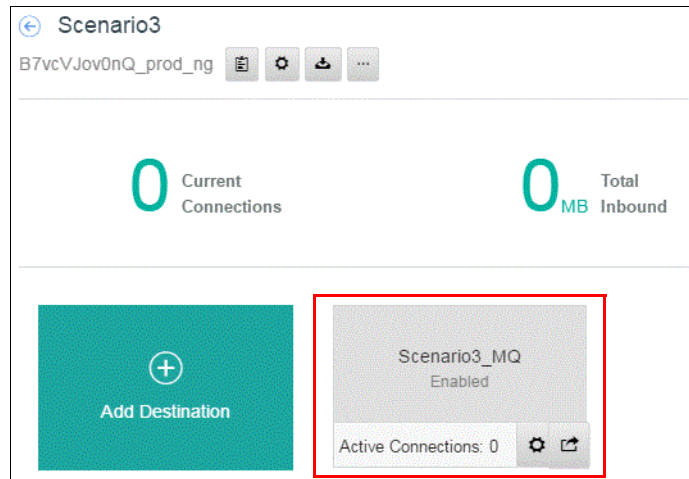 Scenario3
B7vcVJov0nQ_prod_ng
0 Current Connections
0 MB Total Inbound
Add Destination
Scenario3_MQ
Enabled
Active Connections: 0